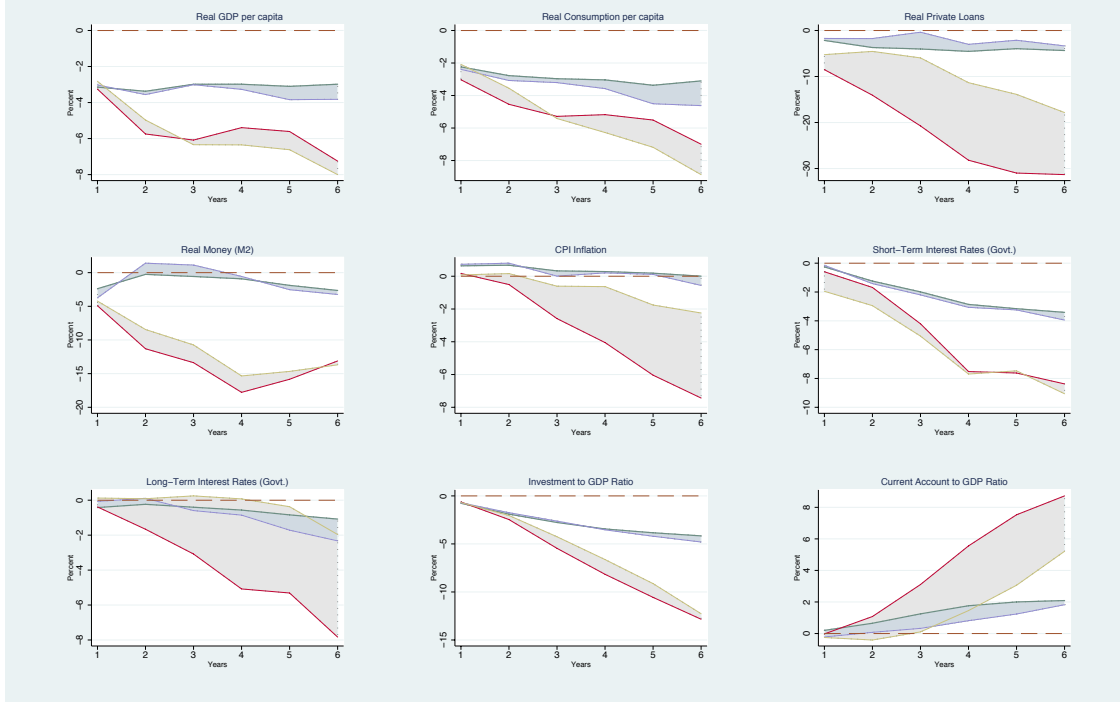 Real GDP per capita
0
−2
−4
−6
−8
Percent
1 2 3 4 5 6
Years
Real Consumption per capita
0
−2
−4
−6
−8
Percent
1 2 3 4 5 6
Years
Real Private Loans
0
−10
−20
−30
Percent
1 2 3 4 5 6
Years
Real Money (M2)
0
−5
−10
−15
−20
Percent
1 2 3 4 5 6
Years
CPI Inflation
0
−2
−4
−6
−8
Percent
1 2 3 4 5 6
Years
Short−Term Interest Rates (Govt.)
0
−2
−4
−6
−8
−10
Percent
1 2 3 4 5 6
Years
Long−Term Interest Rates (Govt.)
0
−2
−4
−6
−8
Percent
1 2 3 4 5 6
Years
Investment to GDP Ratio
0
−5
−10
−15
Percent
1 2 3 4 5 6
Years
Current Account to GDP Ratio
8
6
4
2
0
Percent
1 2 3 4 5 6
Years